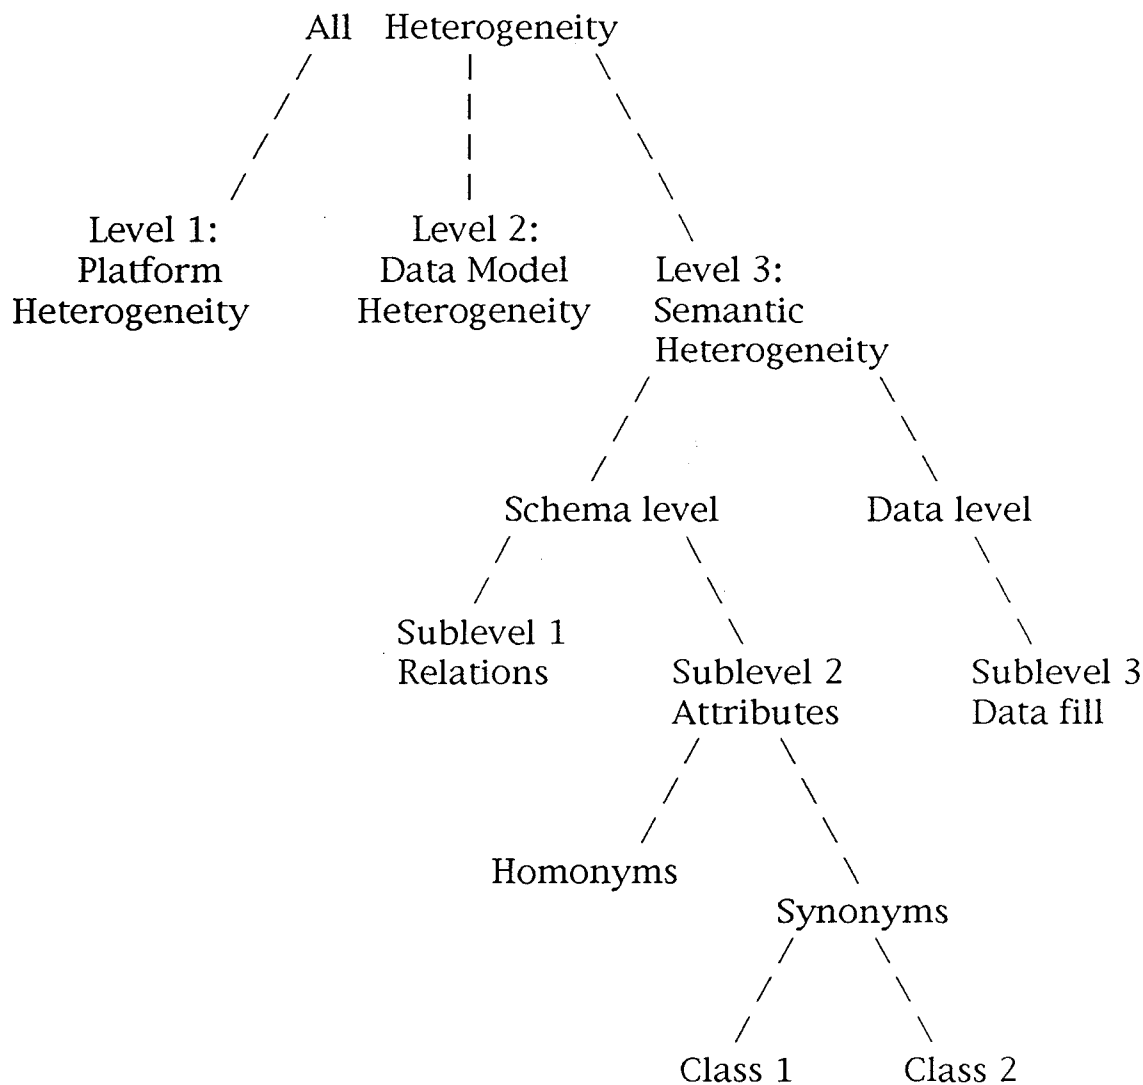 All Heterogeneity
Level 1:
Platform
Heterogeneity
Level 2:
Data Model
Heterogeneity
Level 3:
Semantic
Heterogeneity
Schema level
Data level
Sublevel 1
Relations
Sublevel 2
Attributes
Sublevel 3
Data fill
Homonyms
Synonyms
Class 1
Class 2